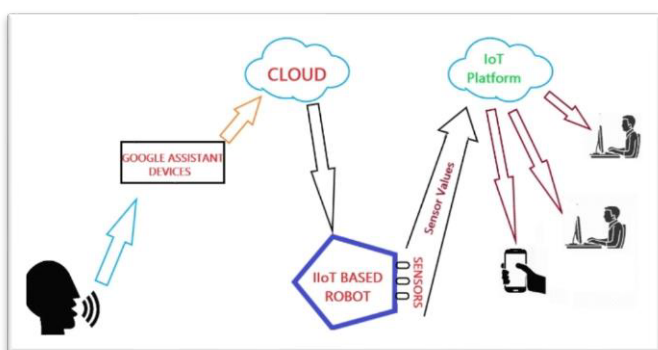 CLOUD
IoT
Platform
GOOGLE ASSISTANT
DEVICES
Sensor Values
IIoT BASED
ROBOT
SENSORS